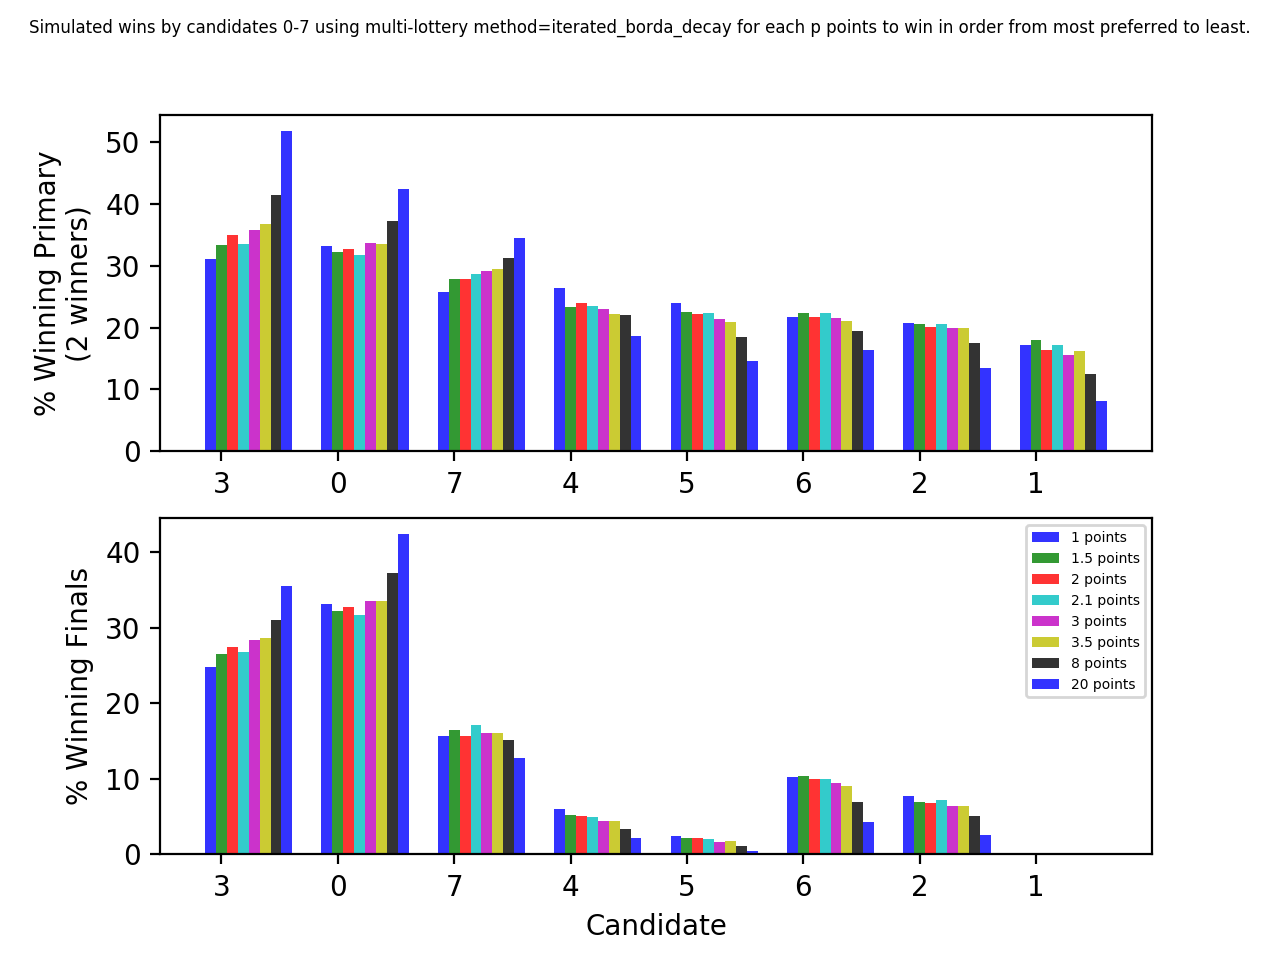 Simulated wins by candidates 0-7 using multi-lottery method=iterated_borda_decay for each p points to win in order from most preferred to least.
% Winning Primary
(2 winners)
50
40
30
20
10
0
3 0 7 4 5 6 2 1
% Winning Finals
40
30
20
10
0
1 points
1.5 points
2 points
2.1 points
3 points
3.5 points
8 points
20 points
3 0 7 4 5 6 2 1
Candidate